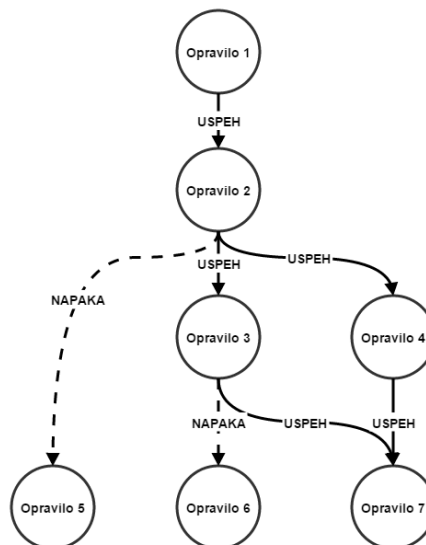 Opravilo 1
USPEH
Opravilo 2
USPEH
USPEH
NAPAKA
Opravilo 3
Opravilo 4
NAPAKA
USPEH
USPEH
Opravilo 5
Opravilo 6
Opravilo 7